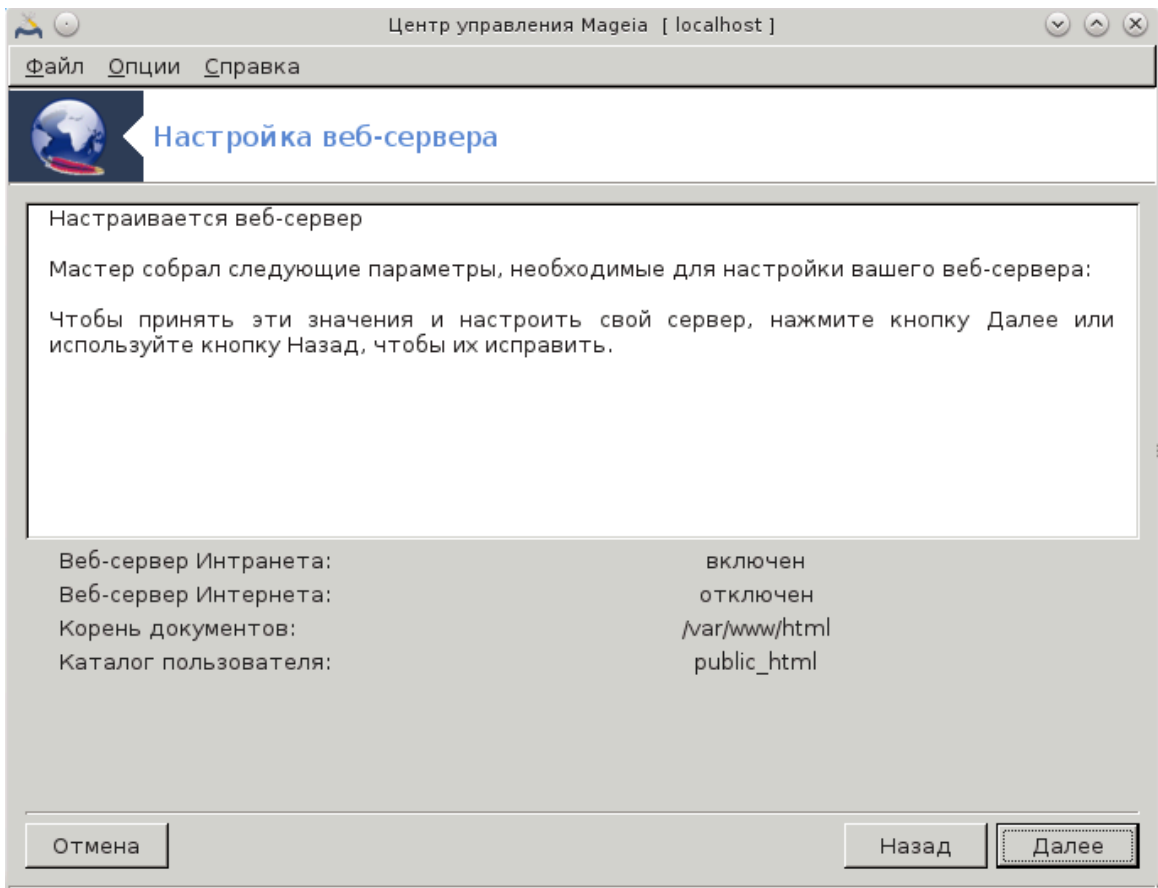 Центр управления Mageia [ localhost ]
Файл Опции Справка
Настройка веб-сервера
Настраивается веб-сервер
Мастер собрал следующие параметры, необходимые для настройки вашего веб-сервера:
Чтобы принять эти значения и настроить свой сервер, нажмите кнопку Далее или
используйте кнопку Назад, чтобы их исправить.
Веб-сервер Интранета: включен
Веб-сервер Интернета: отключен
Корень документов: /var/www/html
Каталог пользователя: public_html
Отмена Назад Далее